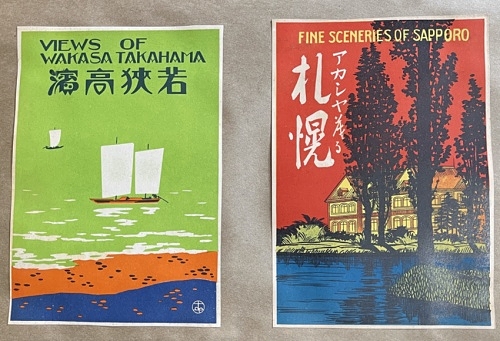 VIEWS OF
WAKASA TAKAHAMA
若狹高濱
FINE SCENERIES OF SAPPORO
アカシヤ薫る
札幌